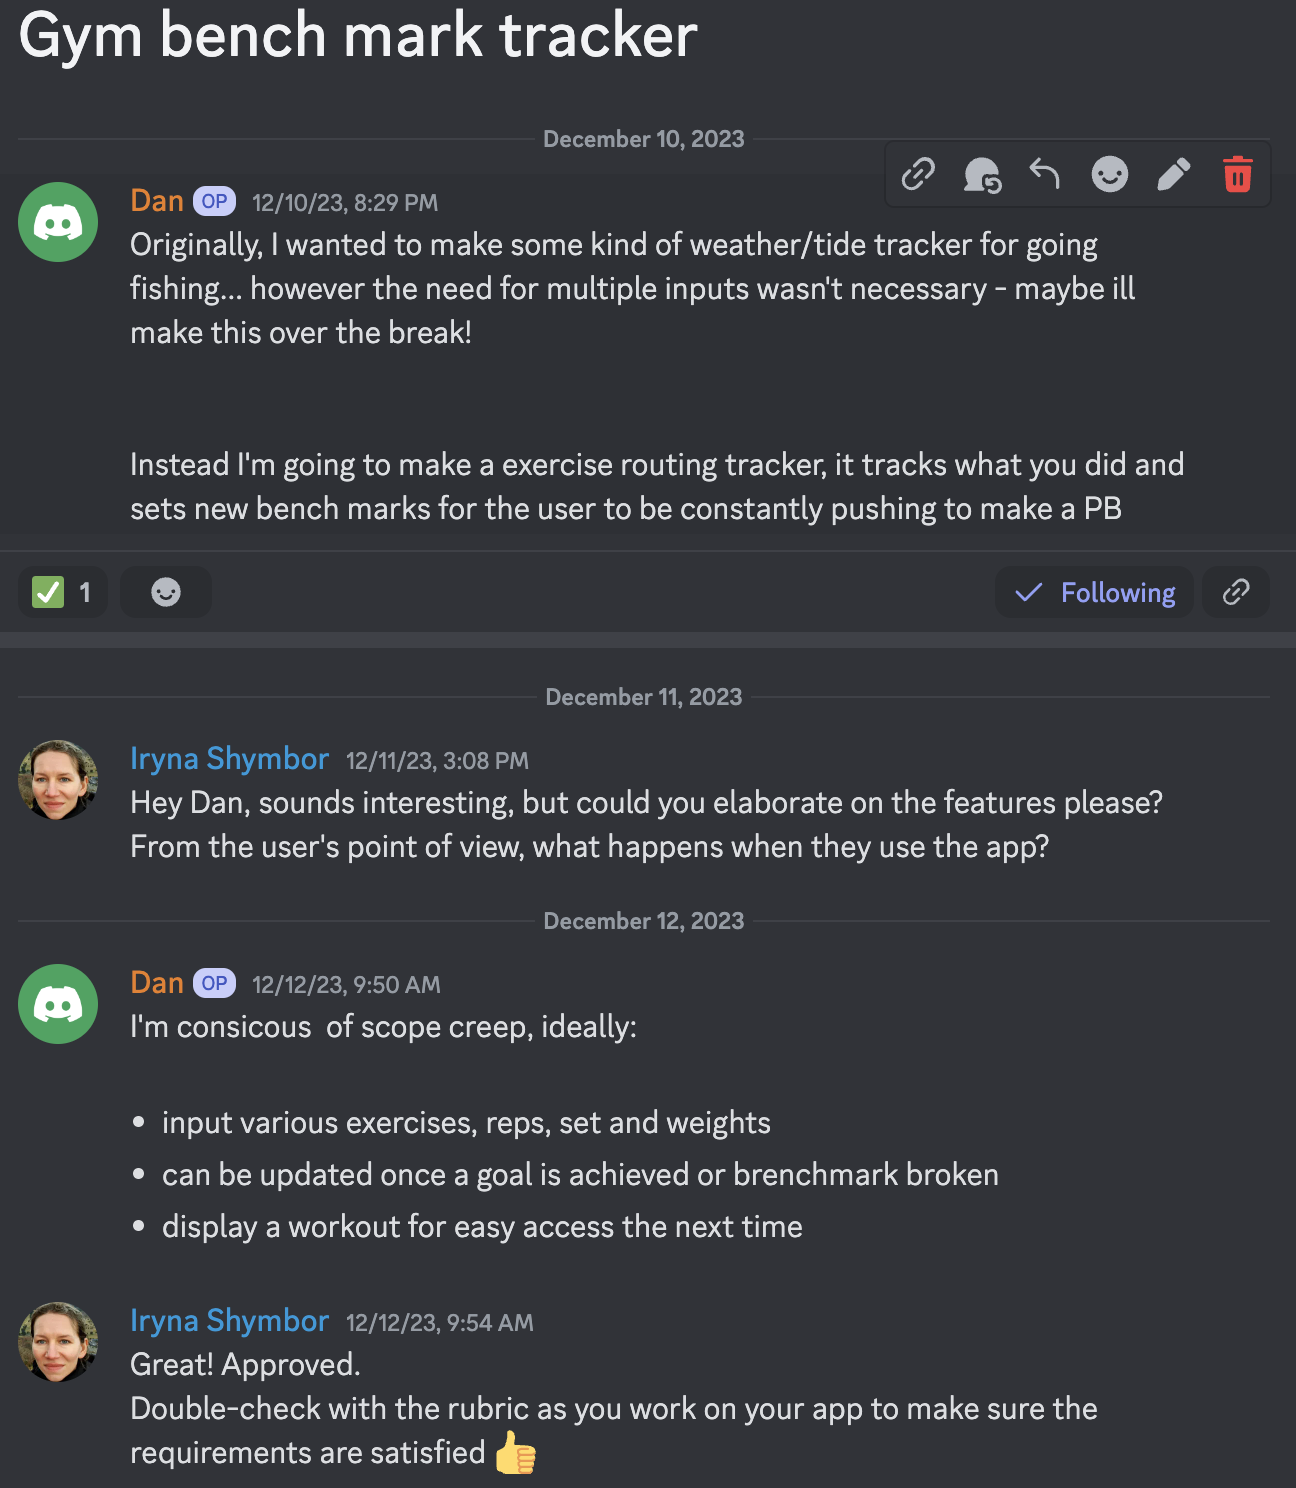 Gym bench mark tracker
December 10, 2023
Dan OP 12/10/23, 8:29 PM
Originally, I wanted to make some kind of weather/tide tracker for going
fishing... however the need for multiple inputs wasn't necessary - maybe ill
make this over the break!
Instead I'm going to make a exercise routing tracker, it tracks what you did and
sets new bench marks for the user to be constantly pushing to make a PB
1
Following
December 11, 2023
Iryna Shymbor 12/11/23, 3:08 PM
Hey Dan, sounds interesting, but could you elaborate on the features please?
From the user's point of view, what happens when they use the app?
December 12, 2023
Dan OP 12/12/23, 9:50 AM
I'm consicous  of scope creep, ideally:
• input various exercises, reps, set and weights
• can be updated once a goal is achieved or brenchmark broken
• display a workout for easy access the next time
Iryna Shymbor 12/12/23, 9:54 AM
Great! Approved.
Double-check with the rubric as you work on your app to make sure the
requirements are satisfied 👍